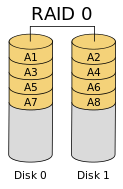 RAID 0
A1 A2
A3 A4
A5 A6
A7 A8
Disk 0 Disk 1